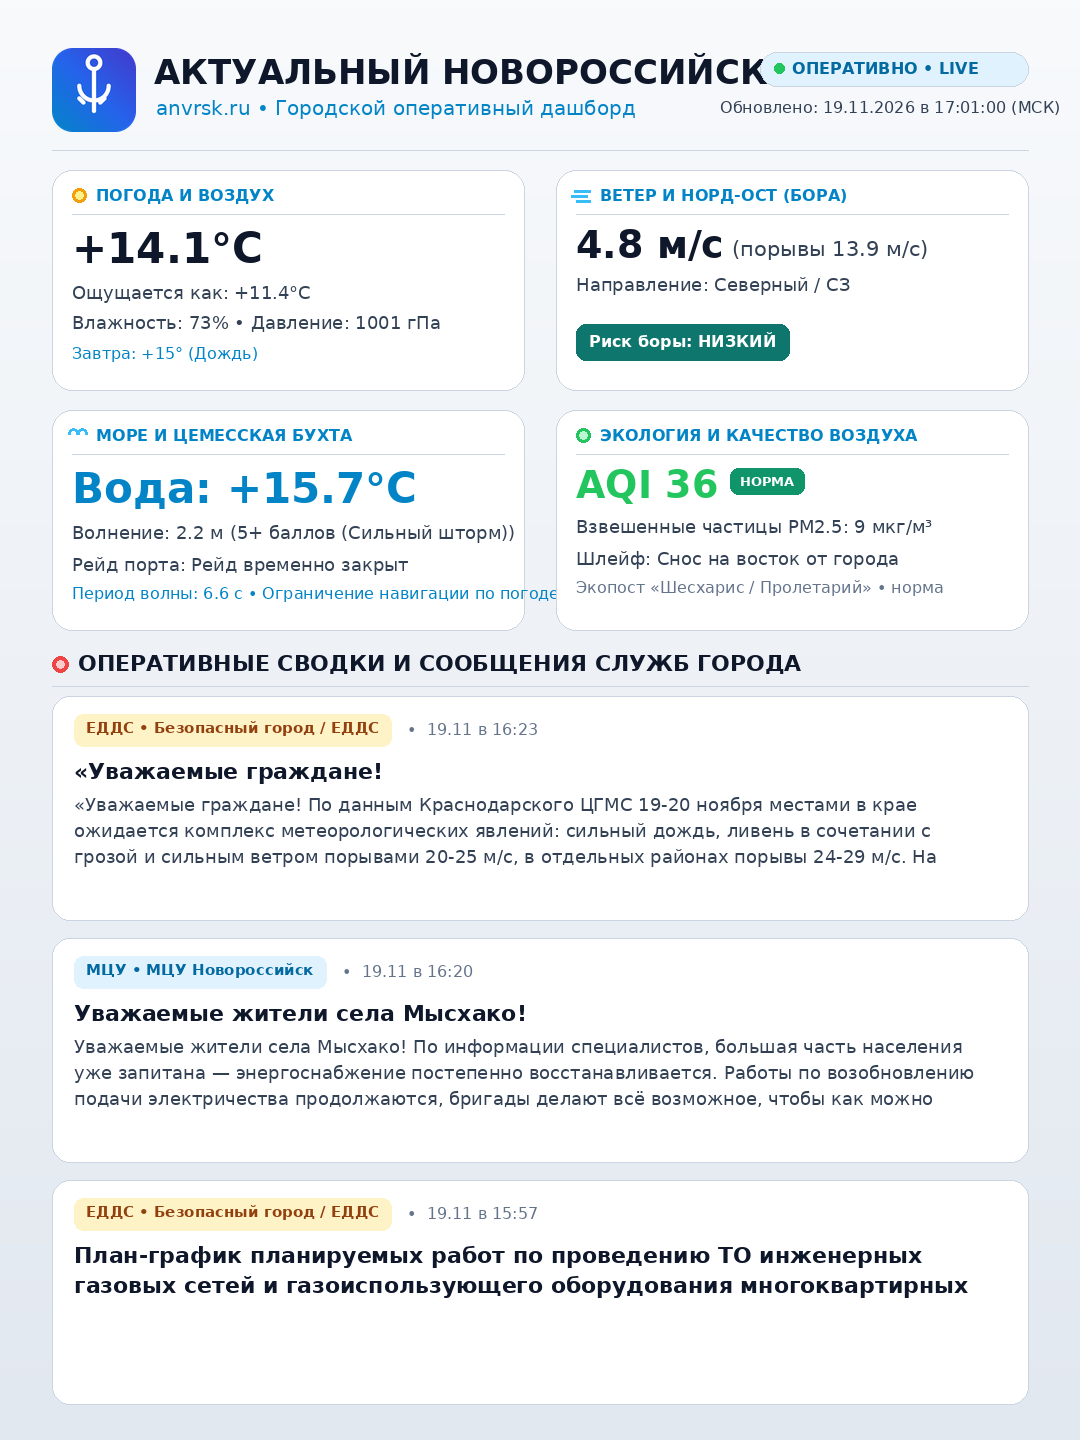 АКТУАЛЬНЫЙ НОВОРОССИЙСК
ОПЕРАТИВНО • LIVE
anvrsk.ru • Городской оперативный дашборд
Обновлено: 19.11.2026 в 17:01:00 (МСК)
ПОГОДА И ВОЗДУХ
+14.1°C
Ощущается как: +11.4°C
Влажность: 73% • Давление: 1001 гПа
Завтра: +15° (Дождь)
ВЕТЕР И НОРД-ОСТ (БОРА)
4.8 м/с (порывы 13.9 м/с)
Направление: Северный / СЗ
Риск боры: НИЗКИЙ
МОРЕ И ЦЕМЕССКАЯ БУХТА
Вода: +15.7°C
Волнение: 2.2 м (5+ баллов (Сильный шторм))
Рейд порта: Рейд временно закрыт
Период волны: 6.6 с • Ограничение навигации по погоде
ЭКОЛОГИЯ И КАЧЕСТВО ВОЗДУХА
AQI 36 НОРМА
Взвешенные частицы PM2.5: 9 мкг/м³
Шлейф: Снос на восток от города
Экопост «Шесхарис / Пролетарий» • норма
ОПЕРАТИВНЫЕ СВОДКИ И СООБЩЕНИЯ СЛУЖБ ГОРОДА
ЕДДС • Безопасный город / ЕДДС • 19.11 в 16:23
«Уважаемые граждане!
«Уважаемые граждане! По данным Краснодарского ЦГМС 19-20 ноября местами в крае
ожидается комплекс метеорологических явлений: сильный дождь, ливень в сочетании с
грозой и сильным ветром порывами 20-25 м/с, в отдельных районах порывы 24-29 м/с. На
МЦУ • МЦУ Новороссийск • 19.11 в 16:20
Уважаемые жители села Мысхако!
Уважаемые жители села Мысхако! По информации специалистов, большая часть населения
уже запитана — энергоснабжение постепенно восстанавливается. Работы по возобновлению
подачи электричества продолжаются, бригады делают всё возможное, чтобы как можно
ЕДДС • Безопасный город / ЕДДС • 19.11 в 15:57
План-график планируемых работ по проведению ТО инженерных
газовых сетей и газоиспользующего оборудования многоквартирных